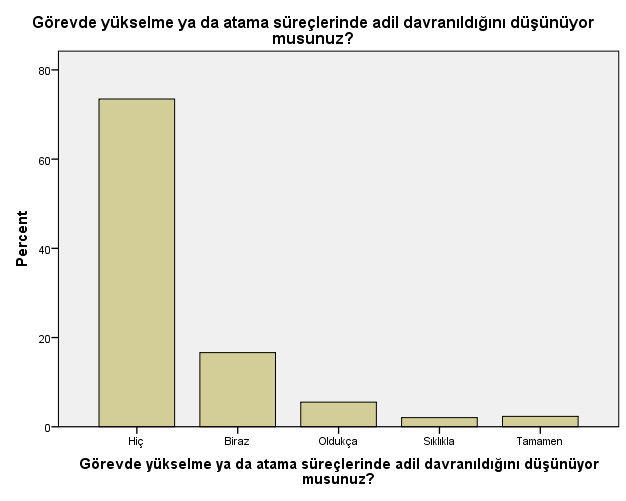 Görevde yükselme ya da atama süreçlerinde adil davranıldığını düşünüyor
musunuz?
80
60
40
20
0
Percent
Hiç
Biraz
Oldukça
Sıklıkla
Tamamen
Görevde yükselme ya da atama süreçlerinde adil davranıldığını düşünüyor
musunuz?